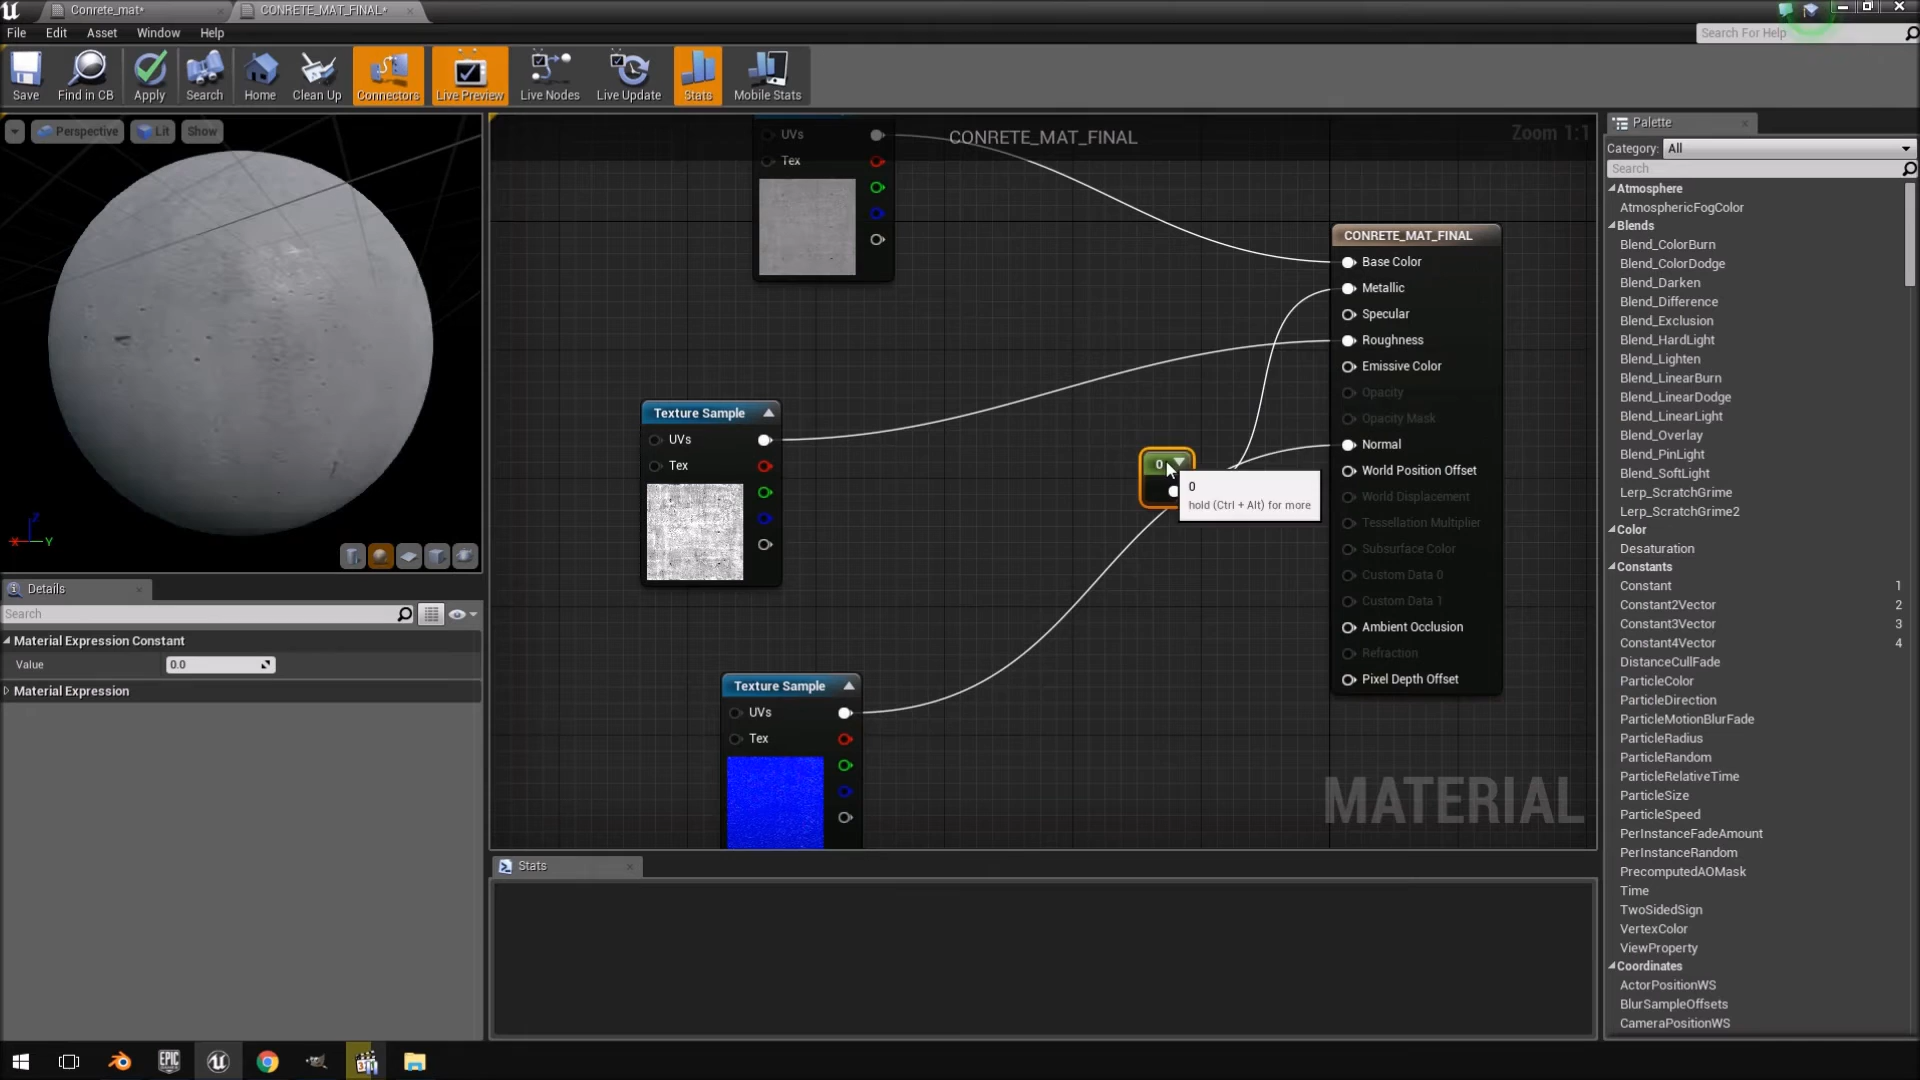 Conrete_mat*
CONRETE_MAT_FINAL*
File Edit Asset Window Help
Search For Help
Save Find in CB Apply Search Home Clean Up Connectors Live Preview Live Nodes Live Update Stats Mobile Stats
Perspective Lit Show
CONRETE_MAT_FINAL
Zoom 1:1
UVs
Tex
CONRETE_MAT_FINAL
Base Color
Metallic
Specular
Roughness
Emissive Color
Opacity
Opacity Mask
Normal
World Position Offset
World Displacement
Tessellation Multiplier
Subsurface Color
Custom Data 0
Custom Data 1
Ambient Occlusion
Refraction
Pixel Depth Offset
Texture Sample
UVs
Tex
0
0
hold (Ctrl + Alt) for more
Texture Sample
UVs
Tex
MATERIAL
Stats
Z
X Y
Details
Search
Material Expression Constant
Value 0.0
Material Expression
Palette
Category: All
Search
Atmosphere
AtmosphericFogColor
Blends
Blend_ColorBurn
Blend_ColorDodge
Blend_Darken
Blend_Difference
Blend_Exclusion
Blend_HardLight
Blend_Lighten
Blend_LinearBurn
Blend_LinearDodge
Blend_LinearLight
Blend_Overlay
Blend_PinLight
Blend_SoftLight
Lerp_ScratchGrime
Lerp_ScratchGrime2
Color
Desaturation
Constants
Constant 1
Constant2Vector 2
Constant3Vector 3
Constant4Vector 4
DistanceCullFade
ParticleColor
ParticleDirection
ParticleMotionBlurFade
ParticleRadius
ParticleRandom
ParticleRelativeTime
ParticleSize
ParticleSpeed
PerInstanceFadeAmount
PerInstanceRandom
PrecomputedAOMask
Time
TwoSidedSign
VertexColor
ViewProperty
Coordinates
ActorPositionWS
BlurSampleOffsets
CameraPositionWS
EPIC